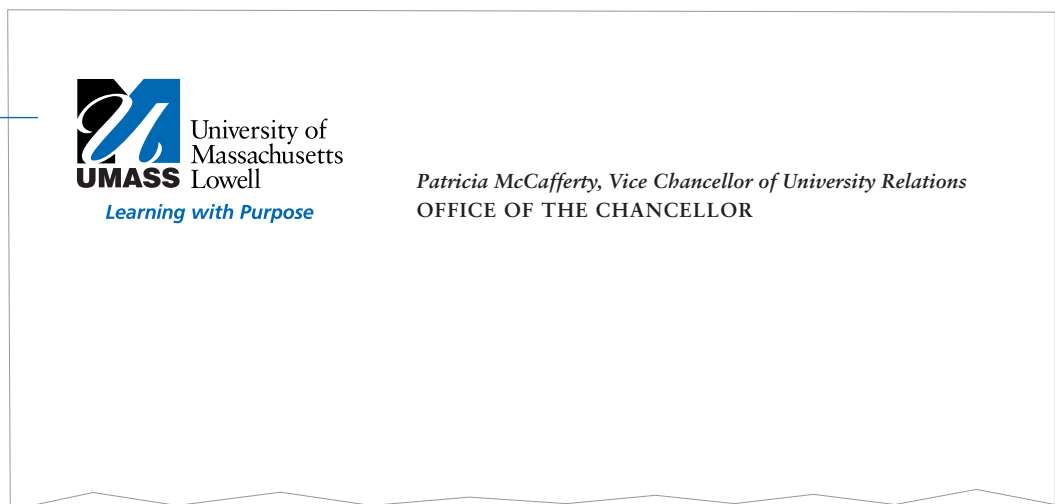 University of
Massachusetts
UMASS Lowell
Learning with Purpose
Patricia McCafferty, Vice Chancellor of University Relations
OFFICE OF THE CHANCELLOR